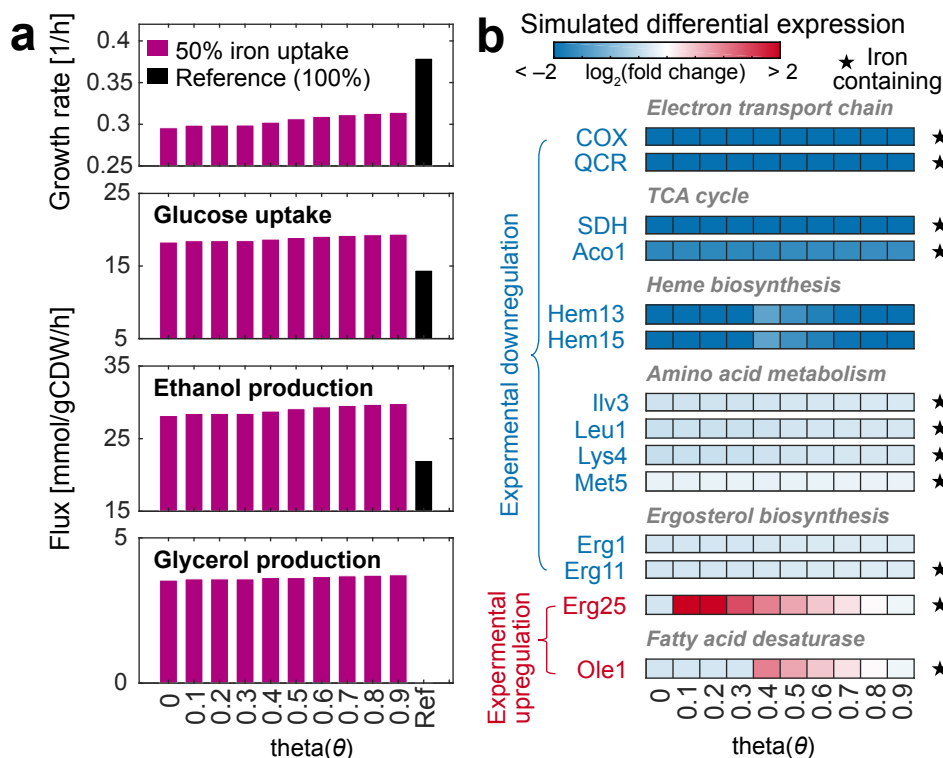 a
Growth rate [1/h]
0.4
0.3
0.25
50% iron uptake
Reference (100%)
Flux [mmol/gCDW/h]
25
15
5
Glucose uptake
35
25
15
Ethanol production
5
0
Glycerol production
0
0.1
0.2
0.3
0.4
0.5
0.6
0.7
0.8
0.9
Ref
theta(θ)
b
Simulated differential expression
< −2
log2(fold change)
> 2
★ Iron containing
Expermental downregulation
Electron transport chain
COX ★
QCR ★
TCA cycle
SDH ★
Aco1 ★
Heme biosynthesis
Hem13
Hem15
Amino acid metabolism
Ilv3 ★
Leu1 ★
Lys4 ★
Met5 ★
Ergosterol biosynthesis
Erg1
Erg11 ★
Expermental
upregulation
Erg25 ★
Fatty acid desaturase
Ole1 ★
0
0.1
0.2
0.3
0.4
0.5
0.6
0.7
0.8
0.9
theta(θ)